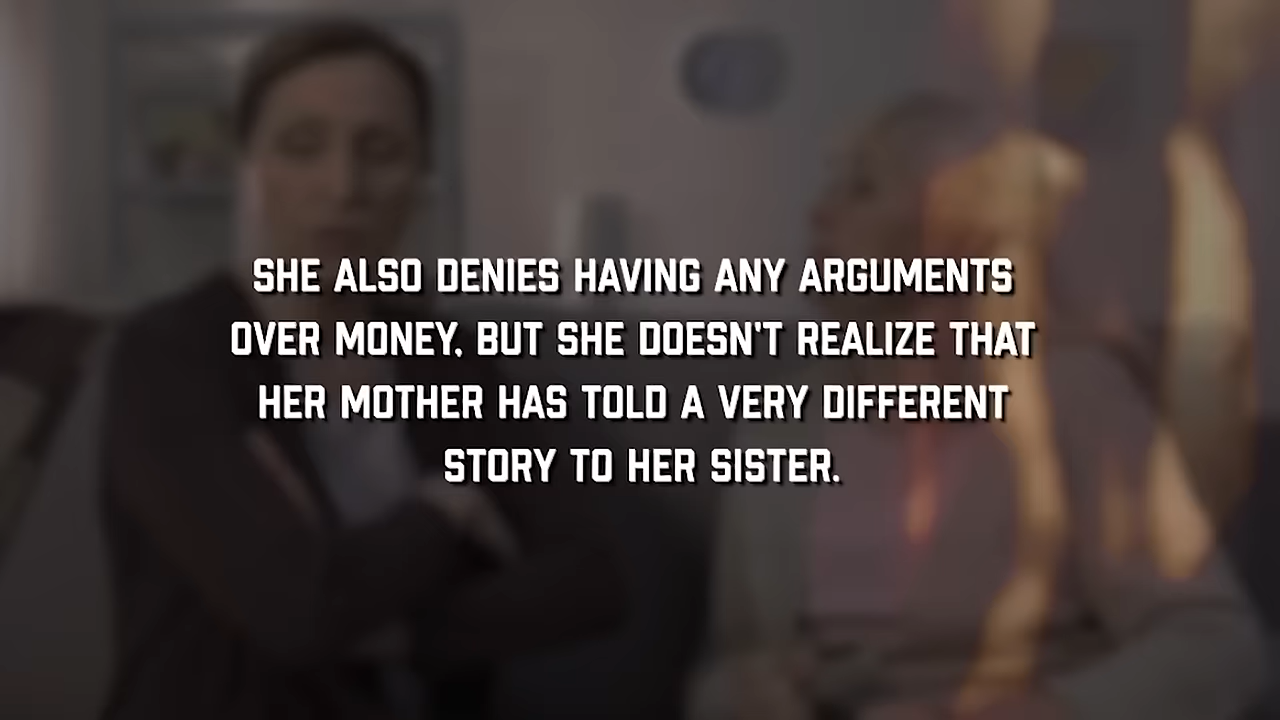 SHE ALSO DENIES HAVING ANY ARGUMENTS
OVER MONEY, BUT SHE DOESN'T REALIZE THAT
HER MOTHER HAS TOLD A VERY DIFFERENT
STORY TO HER SISTER.